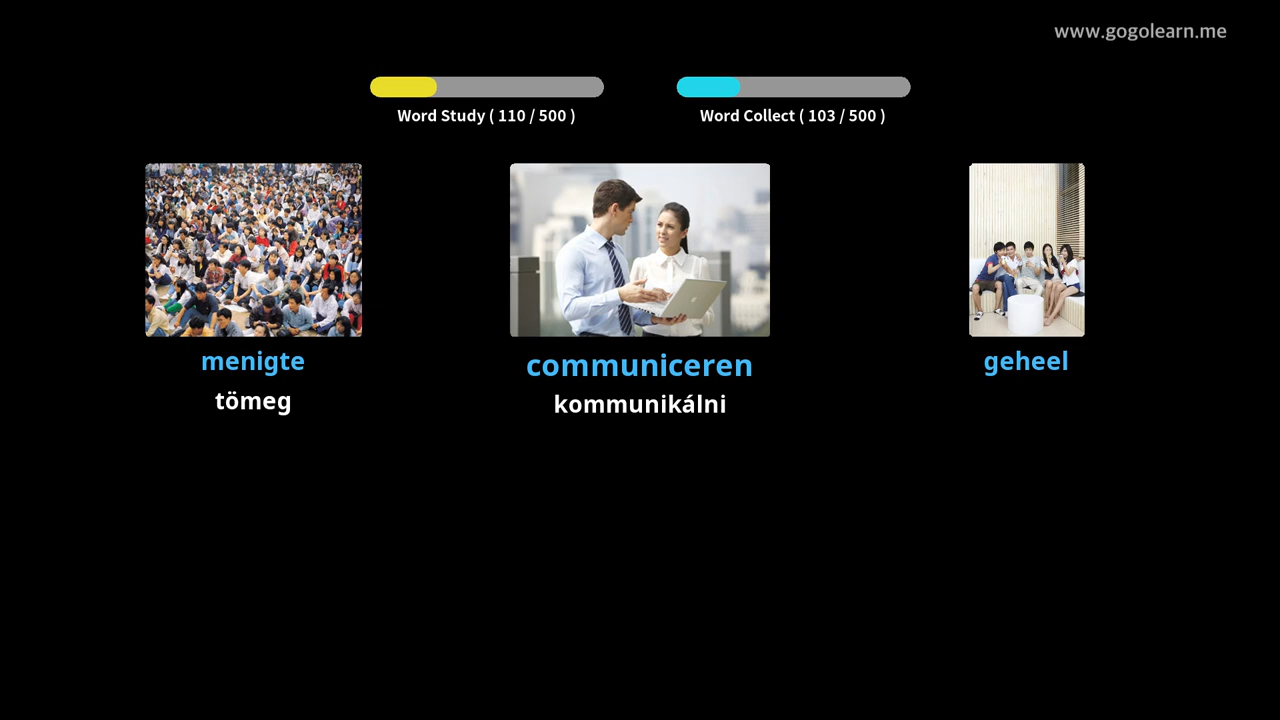 www.gogolearn.me
Word Study ( 110 / 500 )
Word Collect ( 103 / 500 )
menigte
tömeg
communiceren
kommunikálni
geheel